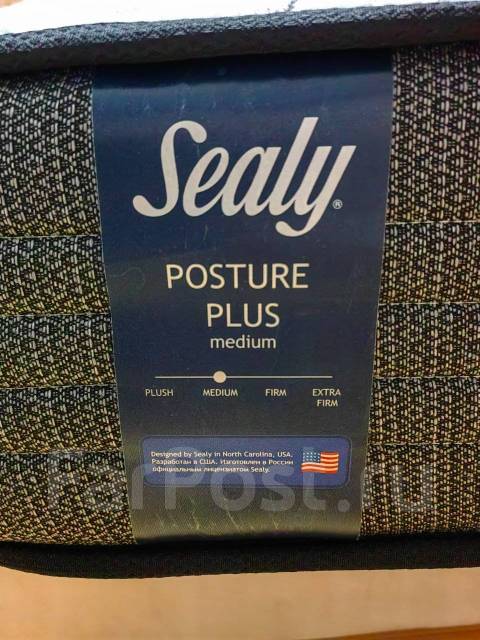 Sealy®
POSTURE
PLUS
medium
PLUSH MEDIUM FIRM EXTRA FIRM
Designed by Sealy in North Carolina, USA.
Разработан в США. Изготовлен в России
официальным лицензиатом Sealy.
FarPost.ru